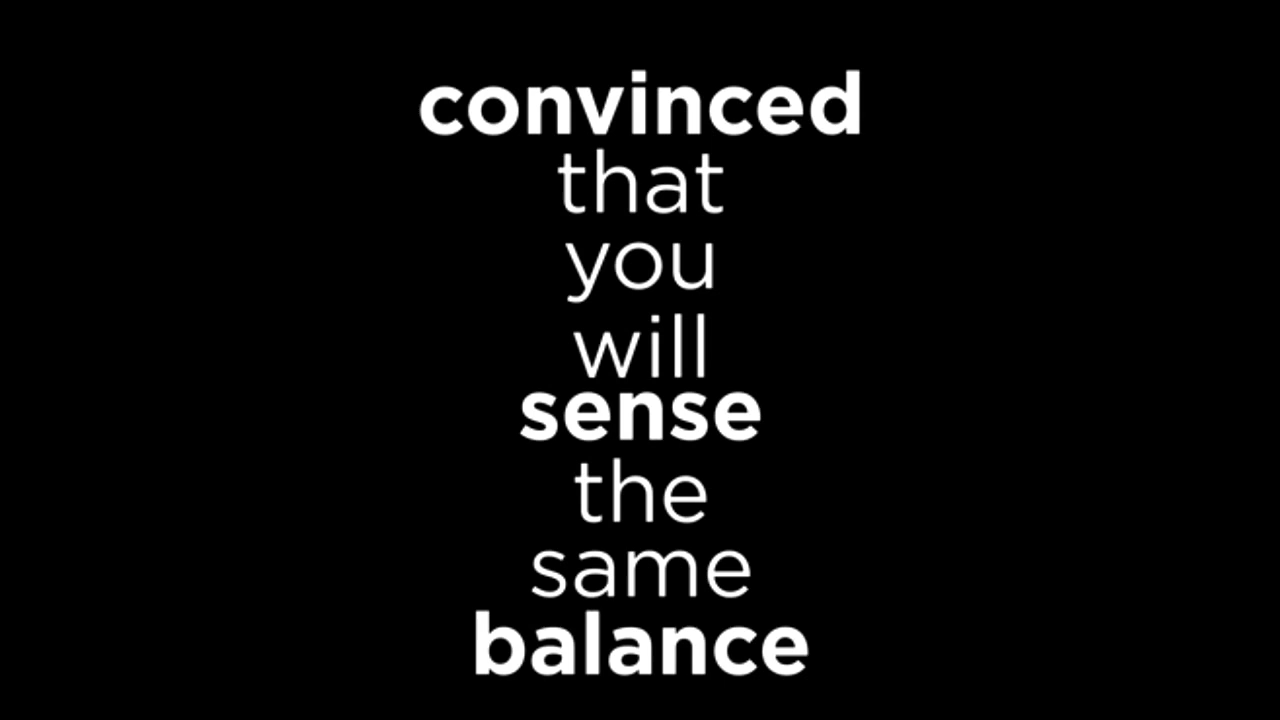 convinced
that
you
will
sense
the
same
balance